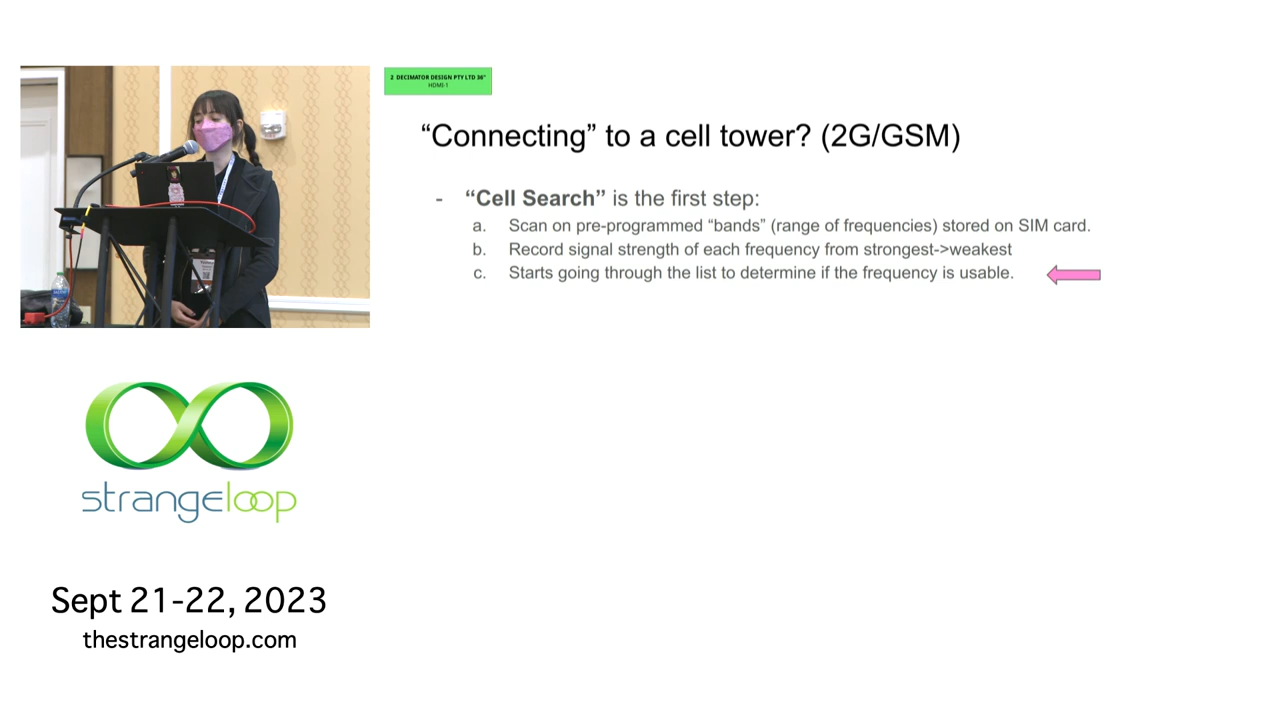 2 DECIMATOR DESIGN PTY LTD 36"
HDMI-1
“Connecting” to a cell tower? (2G/GSM)
- “Cell Search” is the first step:
a. Scan on pre-programmed “bands” (range of frequencies) stored on SIM card.
b. Record signal strength of each frequency from strongest->weakest
c. Starts going through the list to determine if the frequency is usable.
strangeloop
Sept 21-22, 2023
thestrangeloop.com